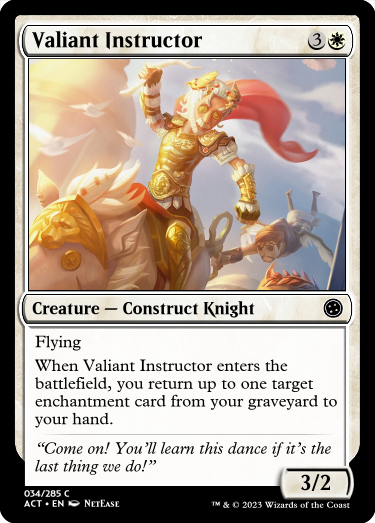 Valiant Instructor 3
Creature — Construct Knight
Flying
When Valiant Instructor enters the
battlefield, you return up to one target
enchantment card from your graveyard to
your hand.
"Come on! You'll learn this dance if it's the
last thing we do!"
3/2
034/285 C
ACT • EN NetEase
™ & © 2023 Wizards of the Coast